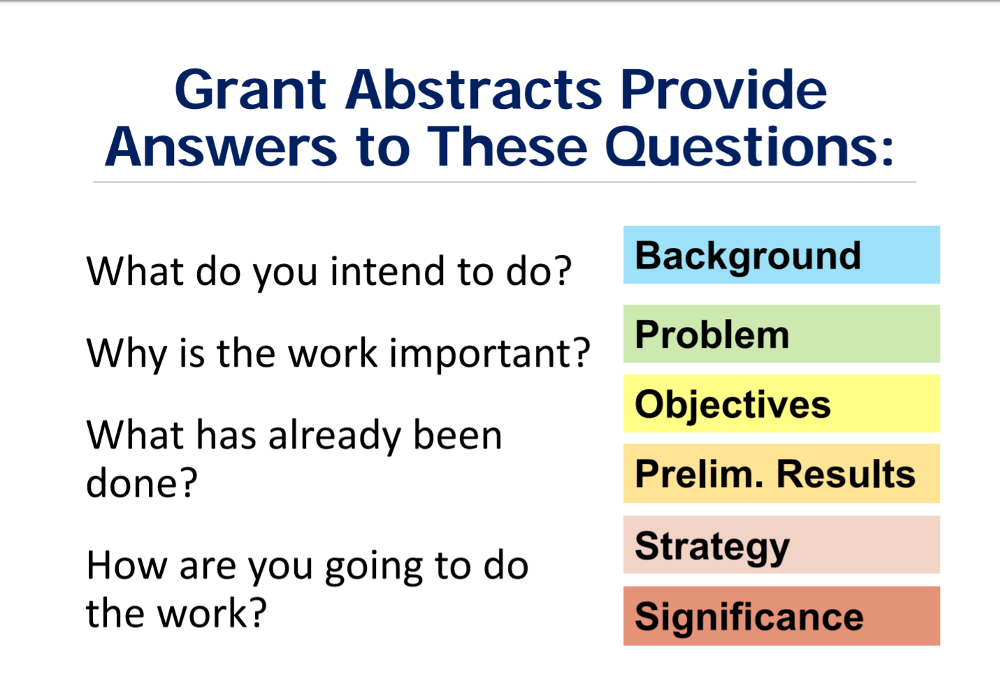 Grant Abstracts Provide
Answers to These Questions:
What do you intend to do?
Why is the work important?
What has already been
done?
How are you going to do
the work?
Background
Problem
Objectives
Prelim. Results
Strategy
Significance